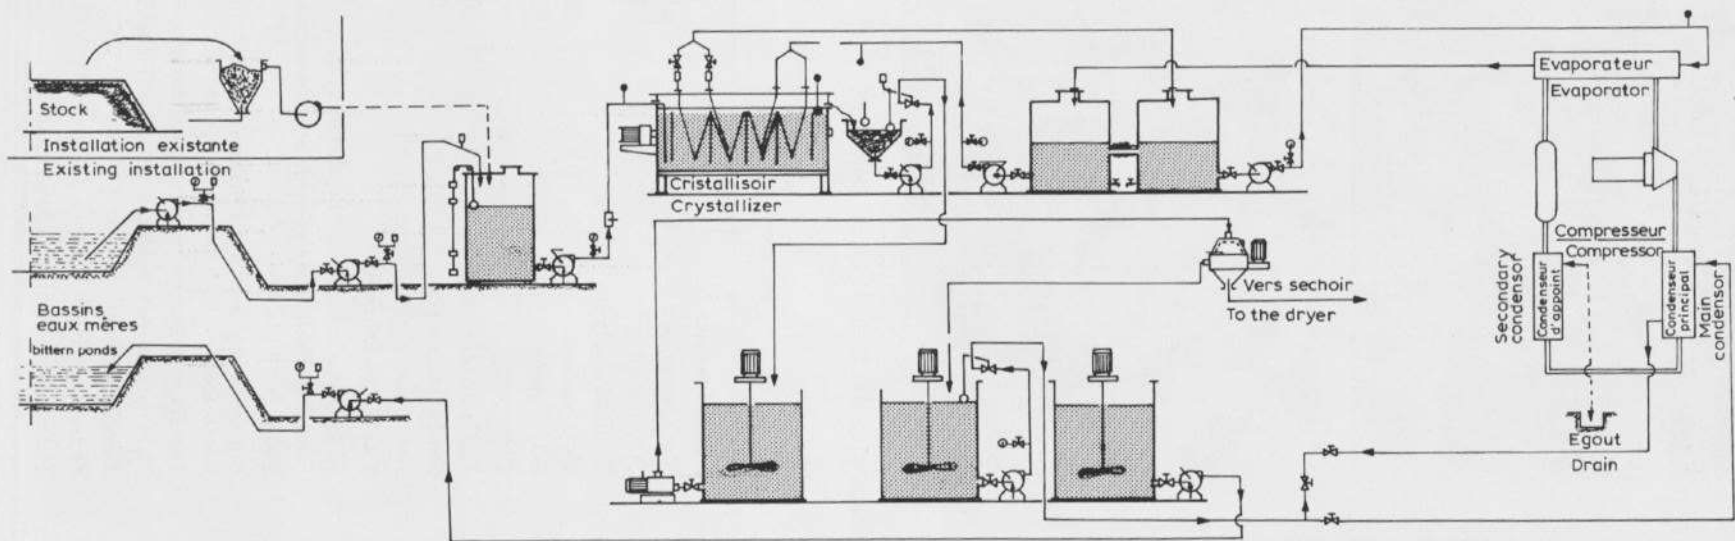 Stock
Installation existante
Existing installation
Bassins
eaux mères
bittern ponds
Cristallisoir
Crystallizer
Vers sechoir
To the dryer
Evaporateur
Evaporator
Compresseur
Compressor
Secondary
condensor
Condenseur
d'appoint
Condenseur
principal
Main
condensor
Egout
Drain